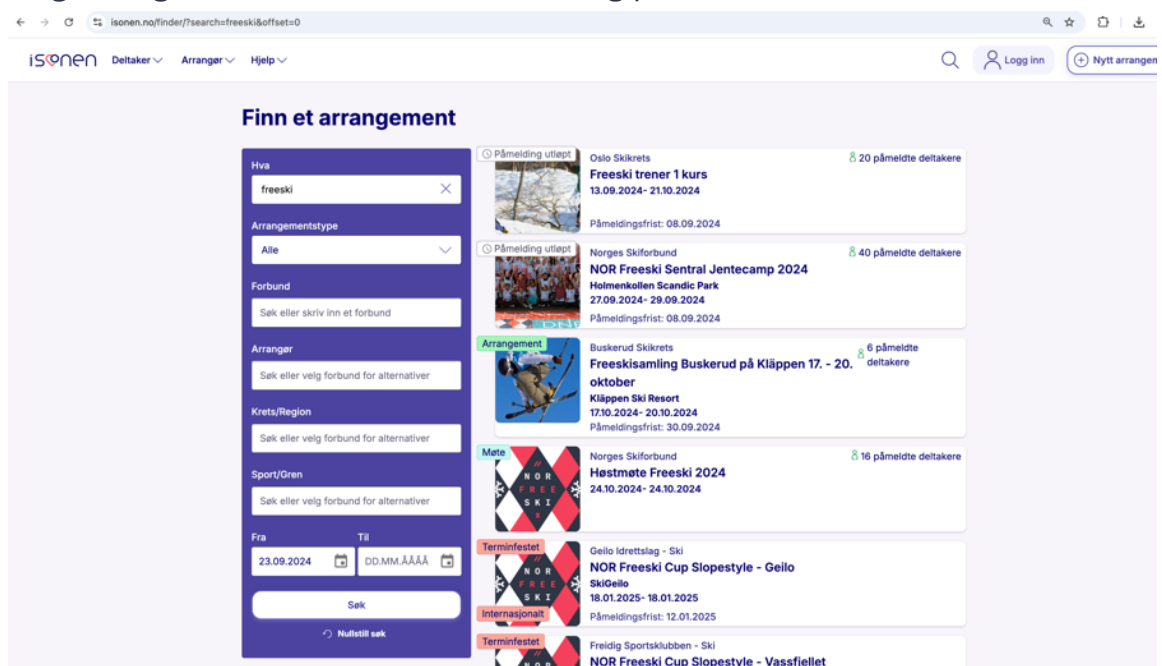 isonen.no/finder/?search=freeski&offset=0
isonen Deltaker Arrangør Hjelp Logg inn Nytt arrangem
Finn et arrangement
Hva
freeski
Arrangementstype
Alle
Forbund
Søk eller skriv inn et forbund
Arrangør
Søk eller velg forbund for alternativer
Krets/Region
Søk eller velg forbund for alternativer
Sport/Gren
Søk eller velg forbund for alternativer
Fra Til
23.09.2024 DD.MM.ÅÅÅÅ
Søk
Nullstill søk
Påmelding utløpt
Oslo Skikrets 20 påmeldte deltakere
Freeski trener 1 kurs
13.09.2024- 21.10.2024
Påmeldingsfrist: 08.09.2024
Påmelding utløpt
Norges Skiforbund 40 påmeldte deltakere
NOR Freeski Sentral Jentecamp 2024
Holmenkollen Scandic Park
27.09.2024- 29.09.2024
Påmeldingsfrist: 08.09.2024
Arrangement
Buskerud Skikrets 6 påmeldte deltakere
Freeskisamling Buskerud på Kläppen 17. - 20.
oktober
Kläppen Ski Resort
17.10.2024- 20.10.2024
Påmeldingsfrist: 30.09.2024
Møte
NOR
FREE
SKI
Norges Skiforbund 16 påmeldte deltakere
Høstmøte Freeski 2024
24.10.2024- 24.10.2024
Terminfestet
NOR
FREE
SKI
Internasjonalt
Geilo Idrettslag - Ski
NOR Freeski Cup Slopestyle - Geilo
SkiGeilo
18.01.2025- 18.01.2025
Påmeldingsfrist: 12.01.2025
Terminfestet
Freidig Sportsklubben - Ski
NOR Freeski Cup Slopestyle - Vassfjellet